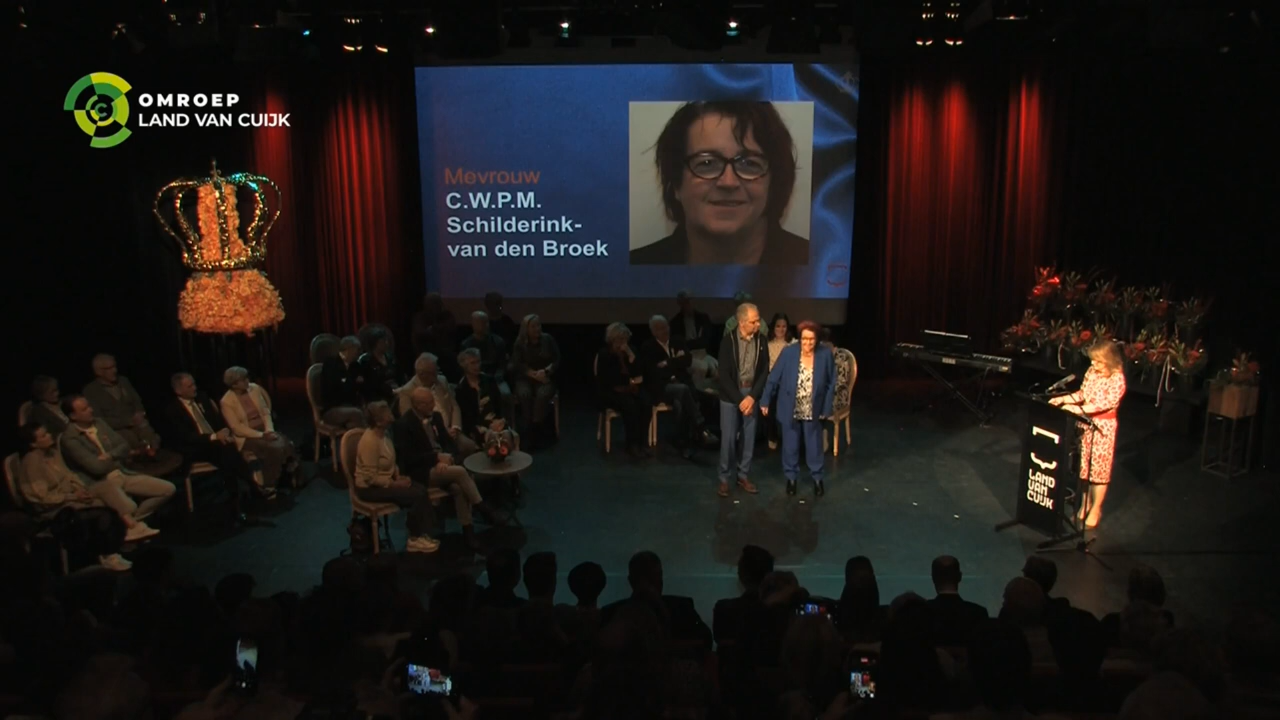 OMROEP
LAND VAN CUIJK
Mevrouw
C.W.P.M.
Schilderink-
van den Broek
LAND
VAN
CUIJK